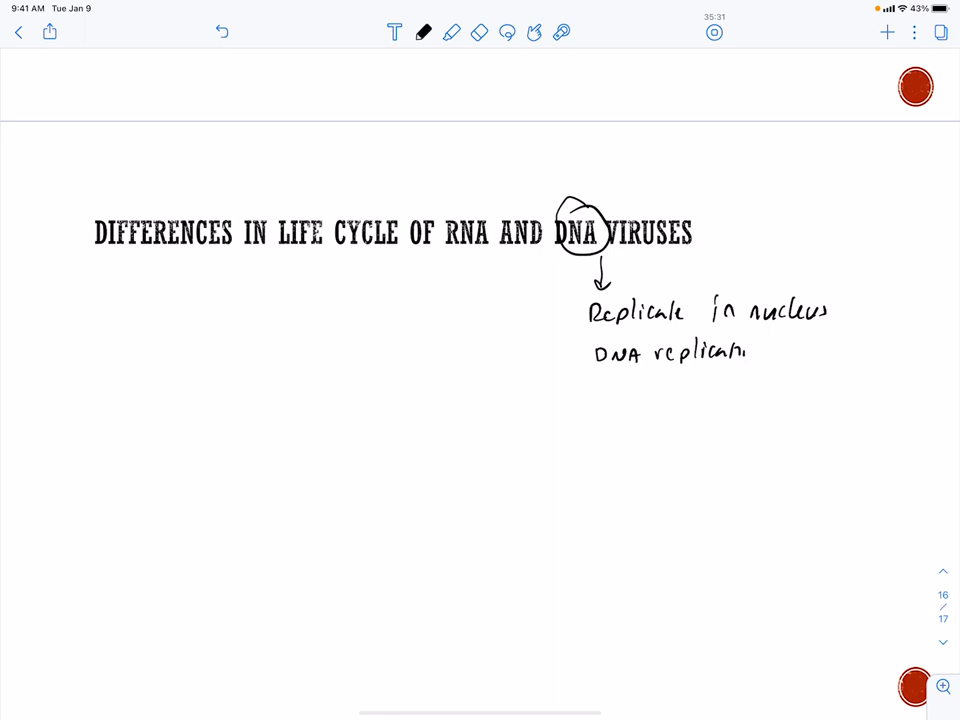 9:41 AM Tue Jan 9
43%
35:31
T
DIFFERENCES IN LIFE CYCLE OF RNA AND DNA VIRUSES
Replicate in nucleus
DNA
16
/
17